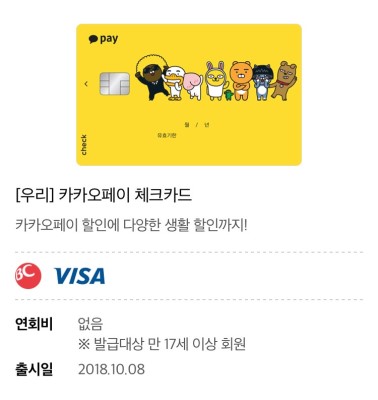 pay
월 / 년
유효기한
check
[우리] 카카오페이 체크카드
카카오페이 할인에 다양한 생활 할인까지!
BC VISA
연회비 없음
※ 발급대상 만 17세 이상 회원
출시일 2018.10.08